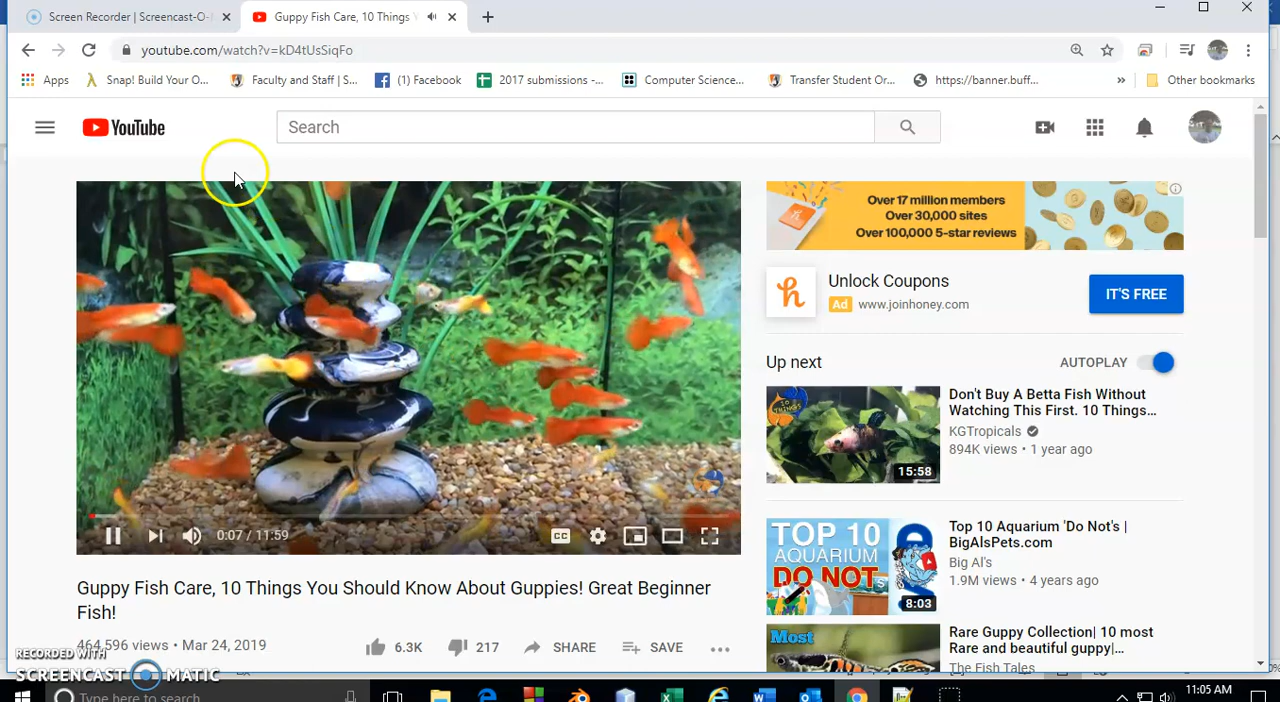 Screen Recorder | Screencast-O-
Guppy Fish Care, 10 Things Y
youtube.com/watch?v=kD4tUsSiqFo
Apps
Snap! Build Your O...
Faculty and Staff | S...
(1) Facebook
2017 submissions -...
Computer Science...
Transfer Student Or...
https://banner.buff...
»
Other bookmarks
YouTube
Search
Over 17 million members
Over 30,000 sites
Over 100,000 5-star reviews
Unlock Coupons
Ad www.joinhoney.com
IT'S FREE
Up next
AUTOPLAY
10 THINGS
15:58
Don't Buy A Betta Fish Without
Watching This First. 10 Things...
KGTropicals
894K views • 1 year ago
TOP 10
AQUARIUM
DO NOT
8:03
Top 10 Aquarium 'Do Not's |
BigAlsPets.com
Big Al's
1.9M views • 4 years ago
Most
Rare Guppy Collection| 10 most
Rare and beautiful guppy|...
The Fish Tales
0:07 / 11:59
CC
Guppy Fish Care, 10 Things You Should Know About Guppies! Great Beginner
Fish!
464,596 views • Mar 24, 2019
6.3K
217
SHARE
SAVE
RECORDED WITH
SCREENCAST MATIC
Type here to search
11:05 AM